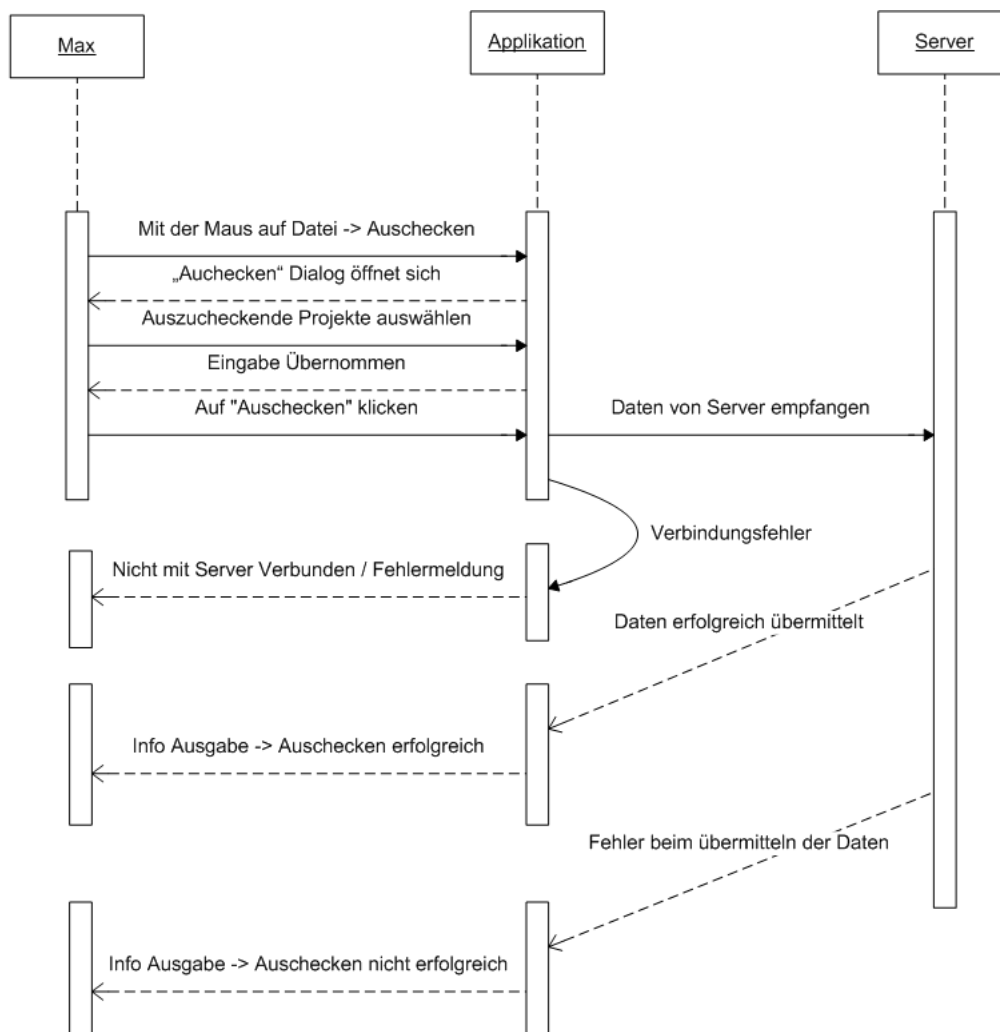 Max
Applikation
Server
Mit der Maus auf Datei -> Auschecken
„Auchecken“ Dialog öffnet sich
Auszucheckende Projekte auswählen
Eingabe Übernommen
Auf "Auschecken" klicken
Daten von Server empfangen
Verbindungsfehler
Nicht mit Server Verbunden / Fehlermeldung
Daten erfolgreich übermittelt
Info Ausgabe -> Auschecken erfolgreich
Fehler beim übermitteln der Daten
Info Ausgabe -> Auschecken nicht erfolgreich